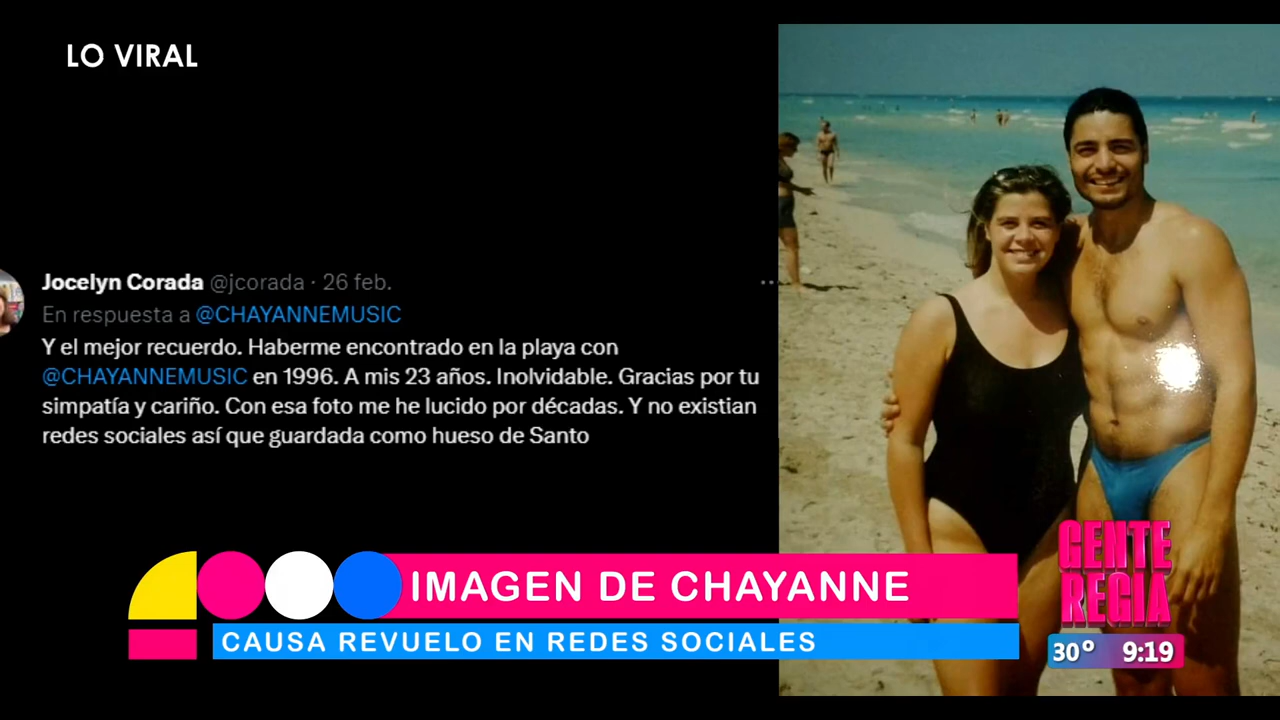 LO VIRAL
Jocelyn Corada @jcorada · 26 feb.
En respuesta a @CHAYANNEMUSIC
Y el mejor recuerdo. Haberme encontrado en la playa con
@CHAYANNEMUSIC en 1996. A mis 23 años. Inolvidable. Gracias por tu
simpatía y cariño. Con esa foto me he lucido por décadas. Y no existian
redes sociales así que guardada como hueso de Santo
IMAGEN DE CHAYANNE
CAUSA REVUELO EN REDES SOCIALES
GENTE
REGIA
30° 9:19